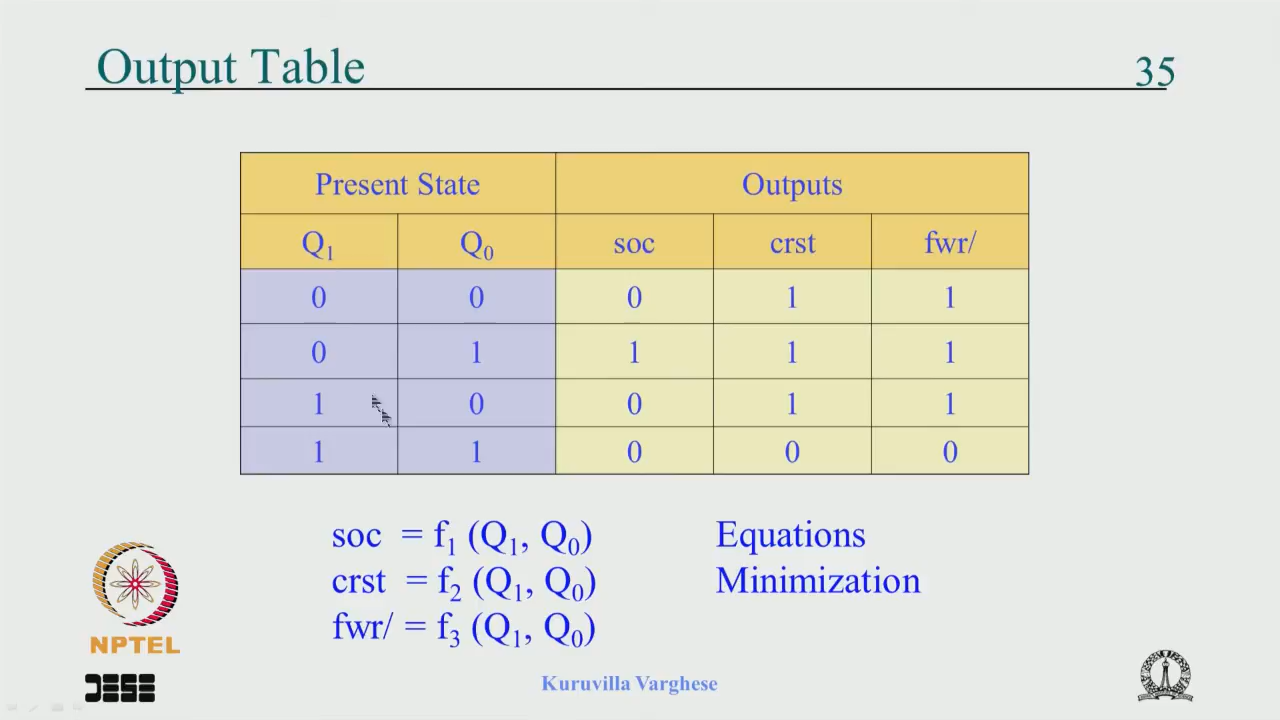 Output Table 35
Present State Outputs
Q1 Q0 soc crst fwr/
0 0 0 1 1
0 1 1 1 1
1 0 0 1 1
1 1 0 0 0
soc = f1 (Q1, Q0) Equations
crst = f2 (Q1, Q0) Minimization
fwr/ = f3 (Q1, Q0)
NPTEL
DESE
Kuruvilla Varghese